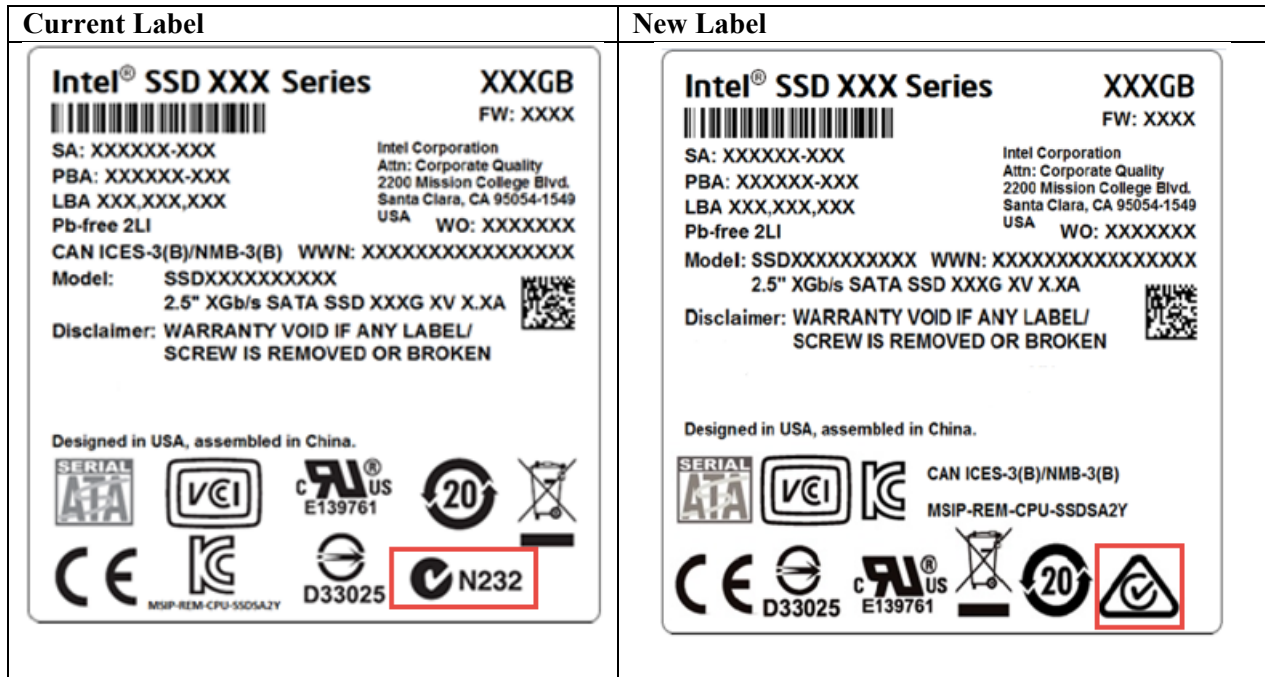 Current Label
Intel® SSD XXX Series XXXGB
FW: XXXX
SA: XXXXXX-XXX
PBA: XXXXXX-XXX
LBA XXX,XXX,XXX
Pb-free 2LI
Intel Corporation
Attn: Corporate Quality
2200 Mission College Blvd.
Santa Clara, CA 95054-1549
USA
WO: XXXXXXX
CAN ICES-3(B)/NMB-3(B) WWN: XXXXXXXXXXXXXXXX
Model: SSDXXXXXXXXXX
2.5" XGb/s SATA SSD XXXG XV X.XA
Disclaimer: WARRANTY VOID IF ANY LABEL/
SCREW IS REMOVED OR BROKEN
Designed in USA, assembled in China.
SERIAL
ATA
VCI
c RU ® US
E139761
20
CE
KC
MSIP-REM-CPU-SSDSA2Y
D33025
N232
New Label
Intel® SSD XXX Series XXXGB
FW: XXXX
SA: XXXXXX-XXX
PBA: XXXXXX-XXX
LBA XXX,XXX,XXX
Pb-free 2LI
Intel Corporation
Attn: Corporate Quality
2200 Mission College Blvd.
Santa Clara, CA 95054-1549
USA
WO: XXXXXXX
Model: SSDXXXXXXXXXX WWN: XXXXXXXXXXXXXXXX
2.5" XGb/s SATA SSD XXXG XV X.XA
Disclaimer: WARRANTY VOID IF ANY LABEL/
SCREW IS REMOVED OR BROKEN
Designed in USA, assembled in China.
SERIAL
ATA
VCI
KC
CAN ICES-3(B)/NMB-3(B)
MSIP-REM-CPU-SSDSA2Y
CE
D33025
c RU ® US
E139761
20